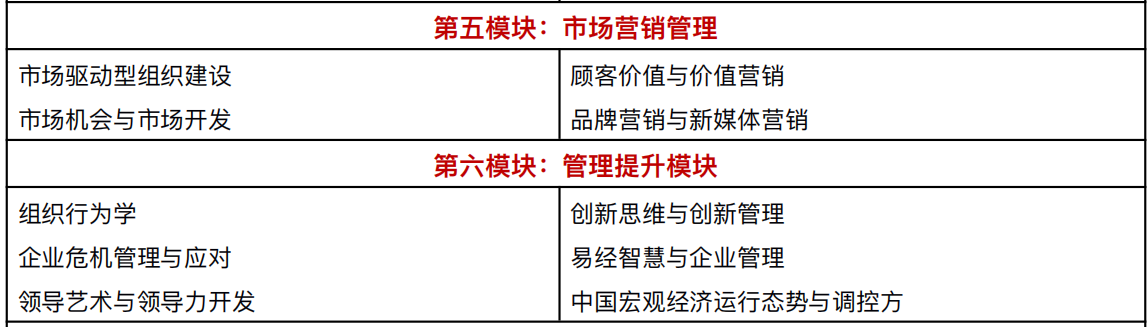 第五模块：市场营销管理
市场驱动型组织建设
顾客价值与价值营销
市场机会与市场开发
品牌营销与新媒体营销
第六模块：管理提升模块
组织行为学
创新思维与创新管理
企业危机管理与应对
易经智慧与企业管理
领导艺术与领导力开发
中国宏观经济运行态势与调控方